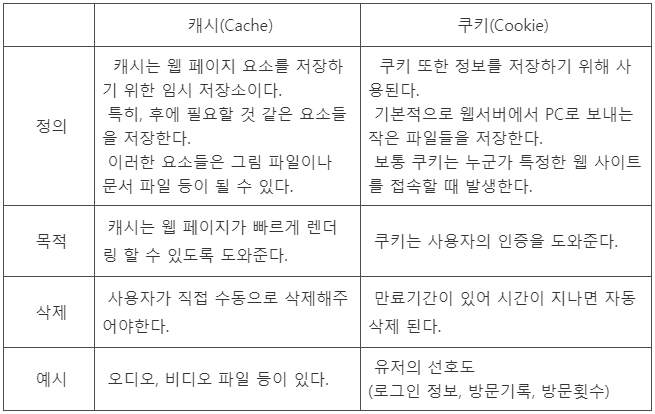 캐시(Cache)
쿠키(Cookie)
정의
캐시는 웹 페이지 요소를 저장하
기 위한 임시 저장소이다.
특히, 후에 필요할 것 같은 요소들
을 저장한다.
이러한 요소들은 그림 파일이나
문서 파일 등이 될 수 있다.
쿠키 또한 정보를 저장하기 위해 사
용된다.
기본적으로 웹서버에서 PC로 보내는
작은 파일들을 저장한다.
보통 쿠키는 누군가 특정한 웹 사이트
를 접속할 때 발생한다.
목적
캐시는 웹 페이지가 빠르게 렌더
링 할 수 있도록 도와준다.
쿠키는 사용자의 인증을 도와준다.
삭제
사용자가 직접 수동으로 삭제해주
어야한다.
만료기간이 있어 시간이 지나면 자동
삭제 된다.
예시
오디오, 비디오 파일 등이 있다.
유저의 선호도
(로그인 정보, 방문기록, 방문횟수)